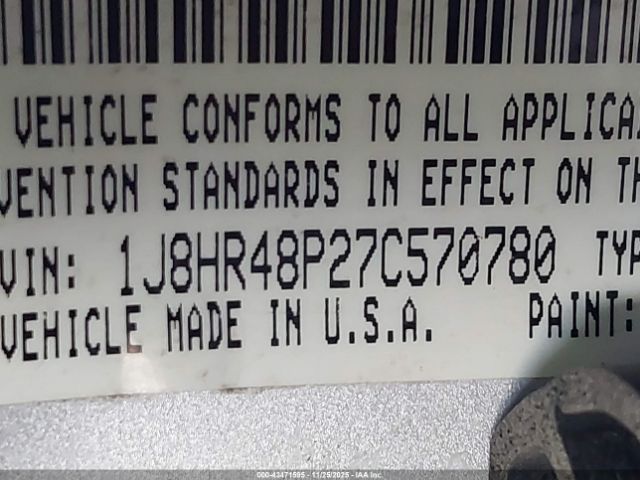 VEHICLE CONFORMS TO ALL APPLICA
VENTION STANDARDS IN EFFECT ON TH
VIN: 1J8HR48P27C570780 TYP
VEHICLE MADE IN U.S.A. PAINT:
000-43471595 - 11/25/2025 - IAA Inc.